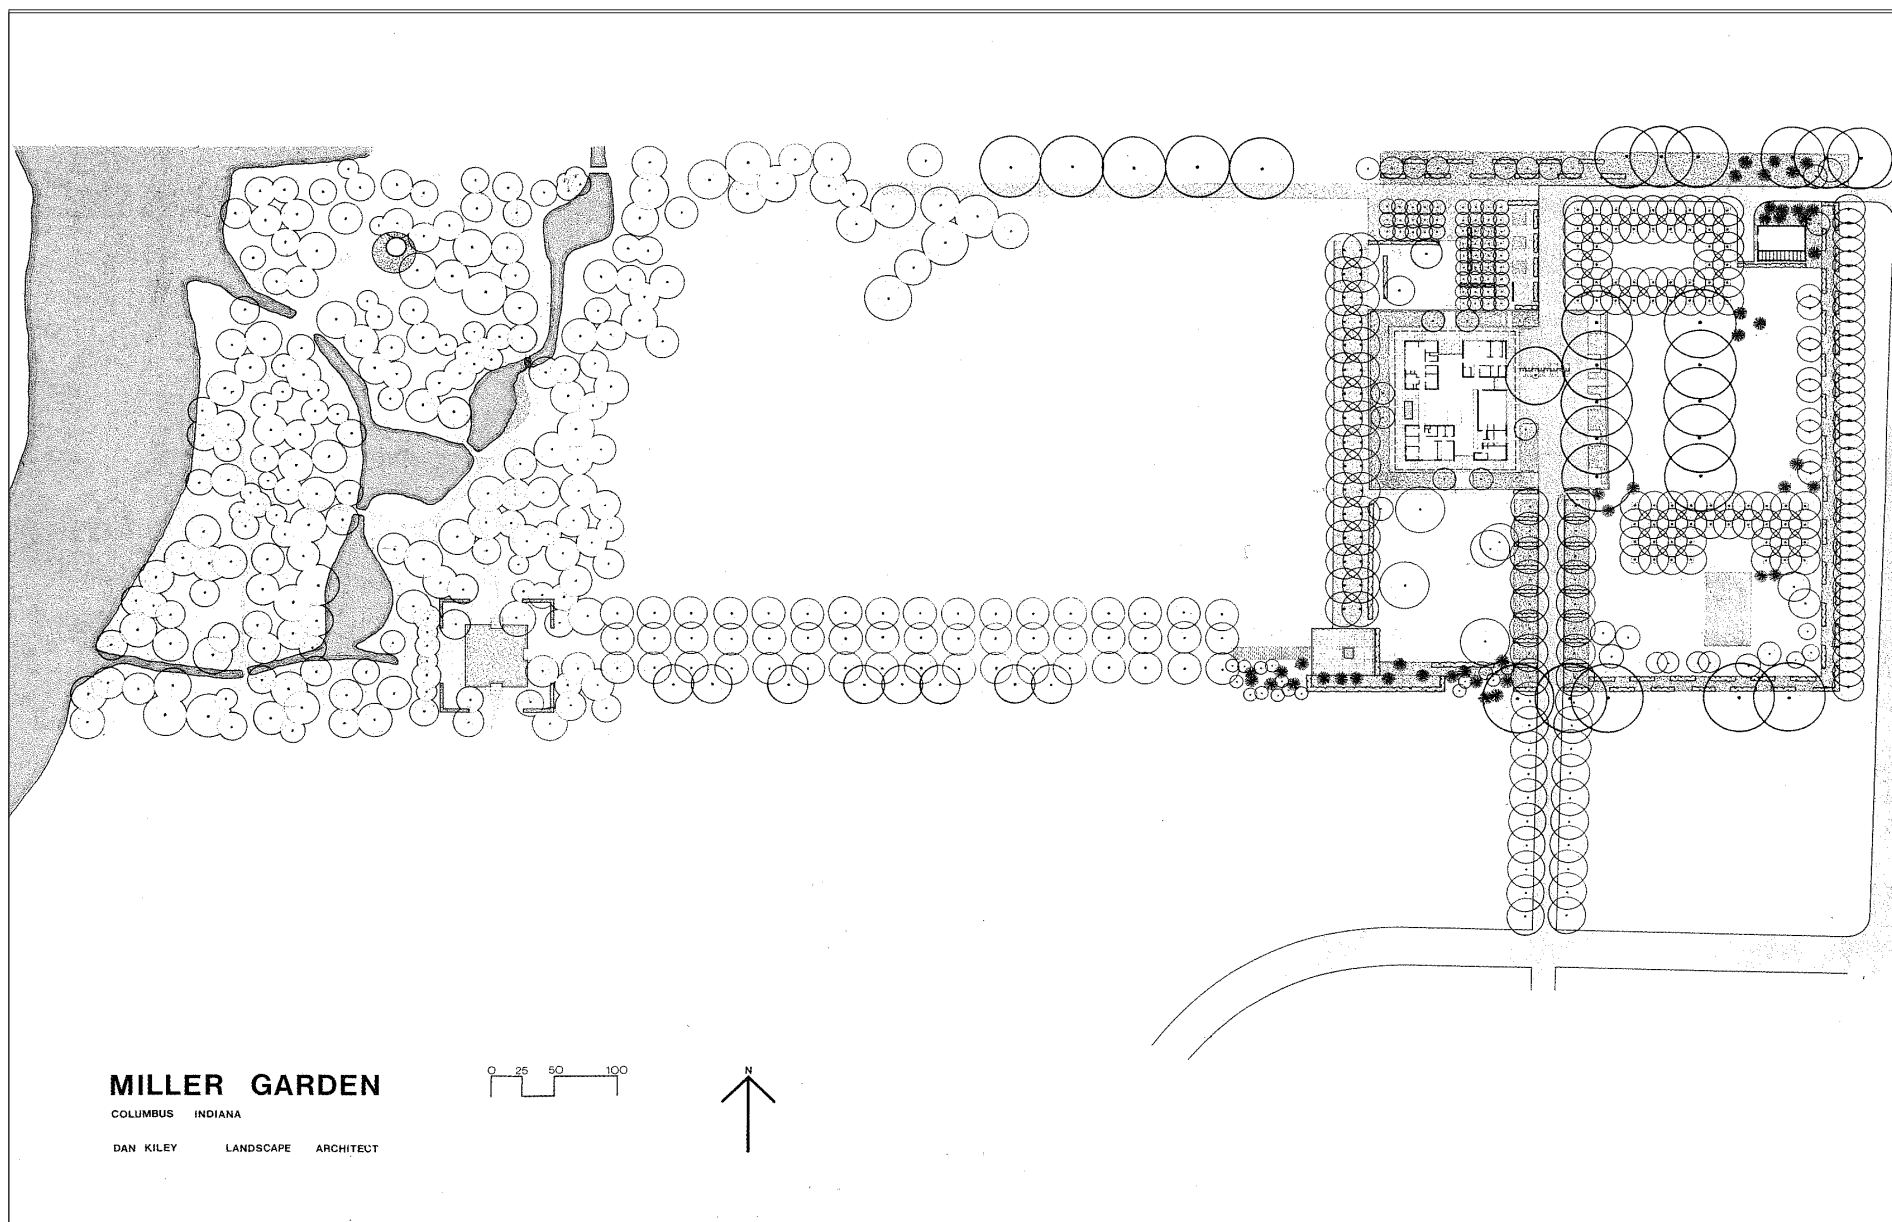 MILLER GARDEN
COLUMBUS INDIANA
DAN KILEY LANDSCAPE ARCHITECT
0 25 50 100
N